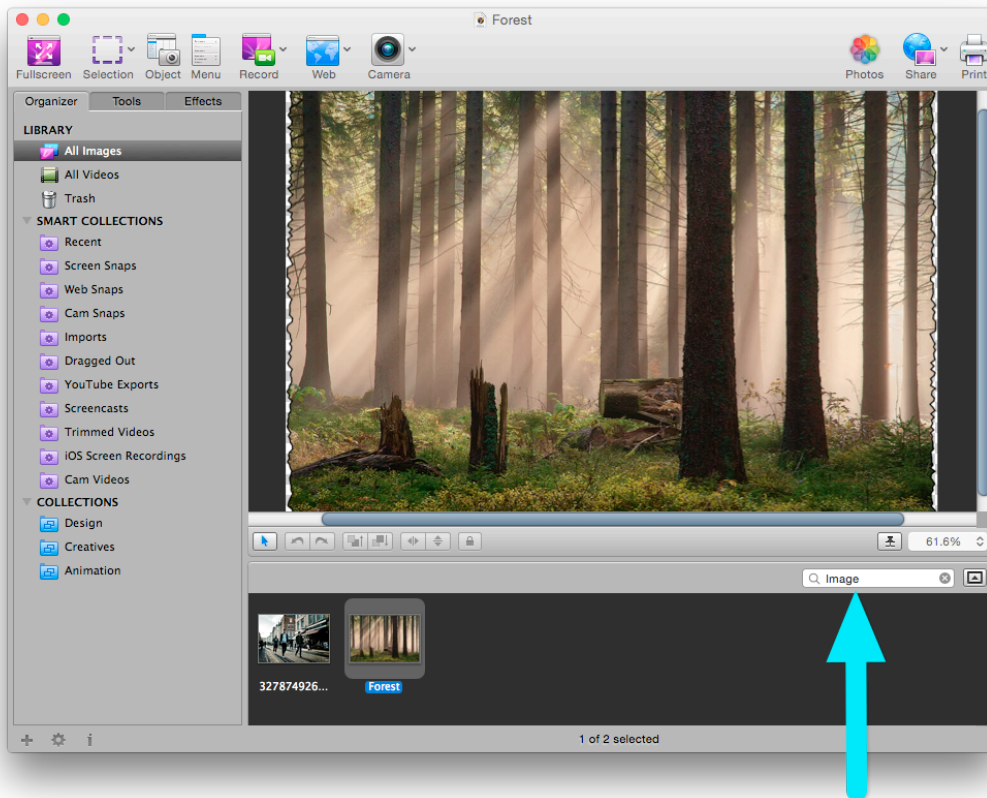 Forest
Fullscreen Selection Object Menu Record Web Camera Photos Share Print
Organizer Tools Effects
LIBRARY
All Images
All Videos
Trash
SMART COLLECTIONS
Recent
Screen Snaps
Web Snaps
Cam Snaps
Imports
Dragged Out
YouTube Exports
Screencasts
Trimmed Videos
iOS Screen Recordings
Cam Videos
COLLECTIONS
Design
Creatives
Animation
61.6%
Image
327874926... Forest
1 of 2 selected